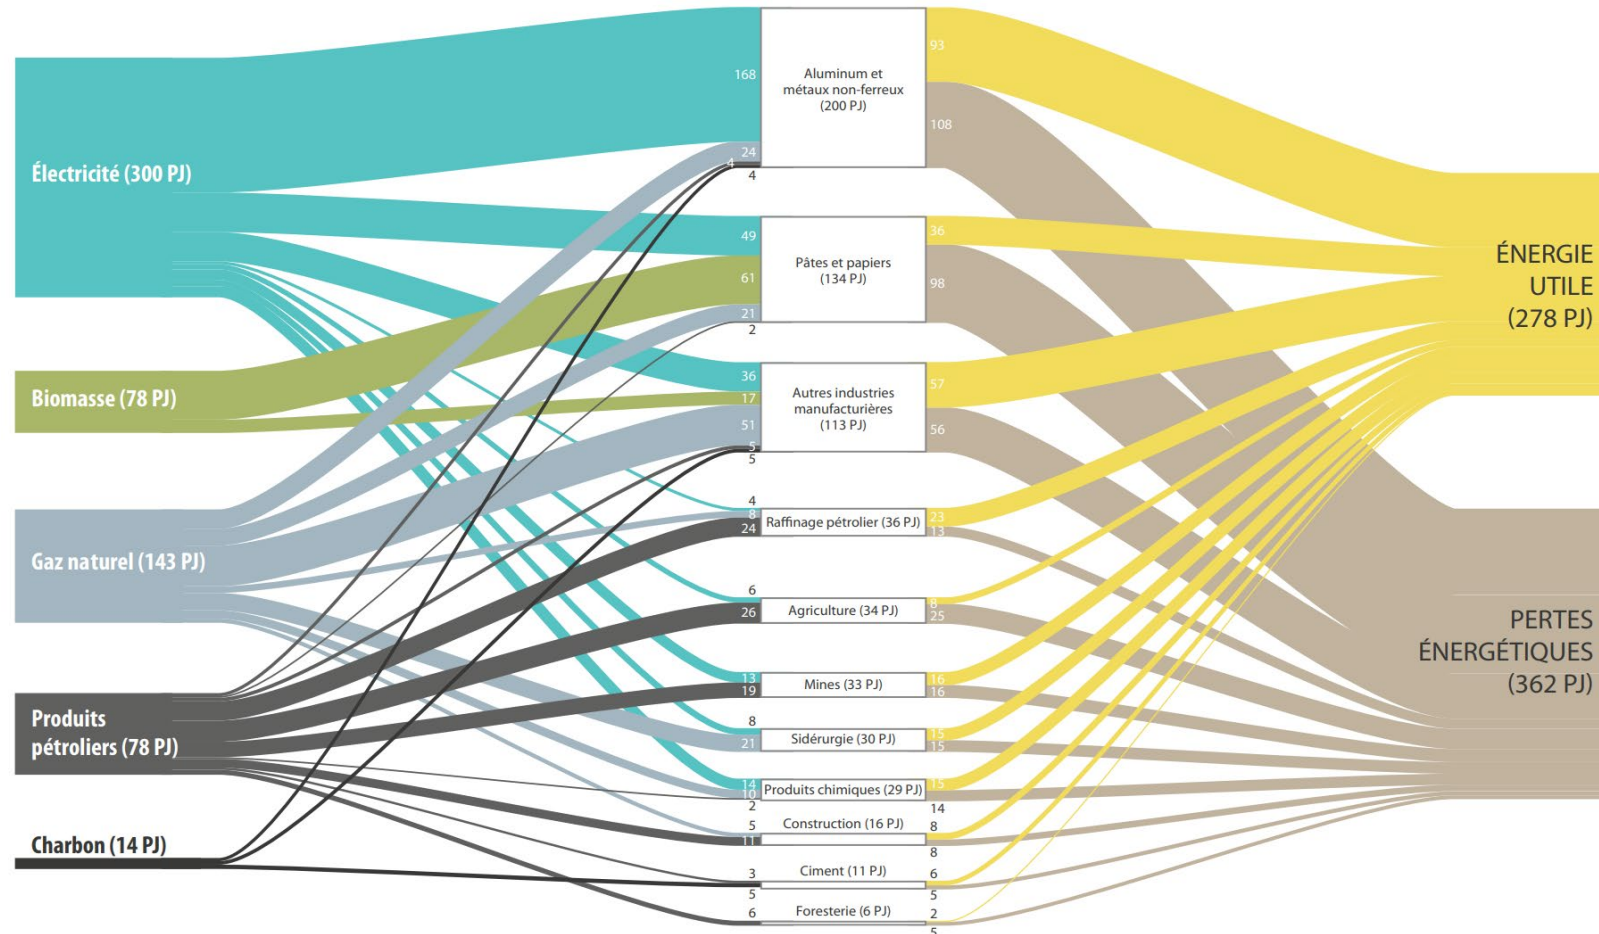 Électricité (300 PJ)
Biomasse (78 PJ)
Gaz naturel (143 PJ)
Produits
pétroliers (78 PJ)
Charbon (14 PJ)
168
24
4
4
Aluminum et
métaux non-ferreux
(200 PJ)
93
108
49
61
21
2
Pâtes et papiers
(134 PJ)
36
98
36
17
51
5
5
Autres industries
manufacturières
(113 PJ)
57
56
4
8
24
Raffinage pétrolier (36 PJ)
23
13
6
26
Agriculture (34 PJ)
8
25
13
19
Mines (33 PJ)
16
16
8
21
Sidérurgie (30 PJ)
15
15
14
10
2
Produits chimiques (29 PJ)
15
14
5
11
Construction (16 PJ)
8
8
3
5
Ciment (11 PJ)
6
5
6
Foresterie (6 PJ)
2
5
ÉNERGIE
UTILE
(278 PJ)
PERTES
ÉNERGÉTIQUES
(362 PJ)